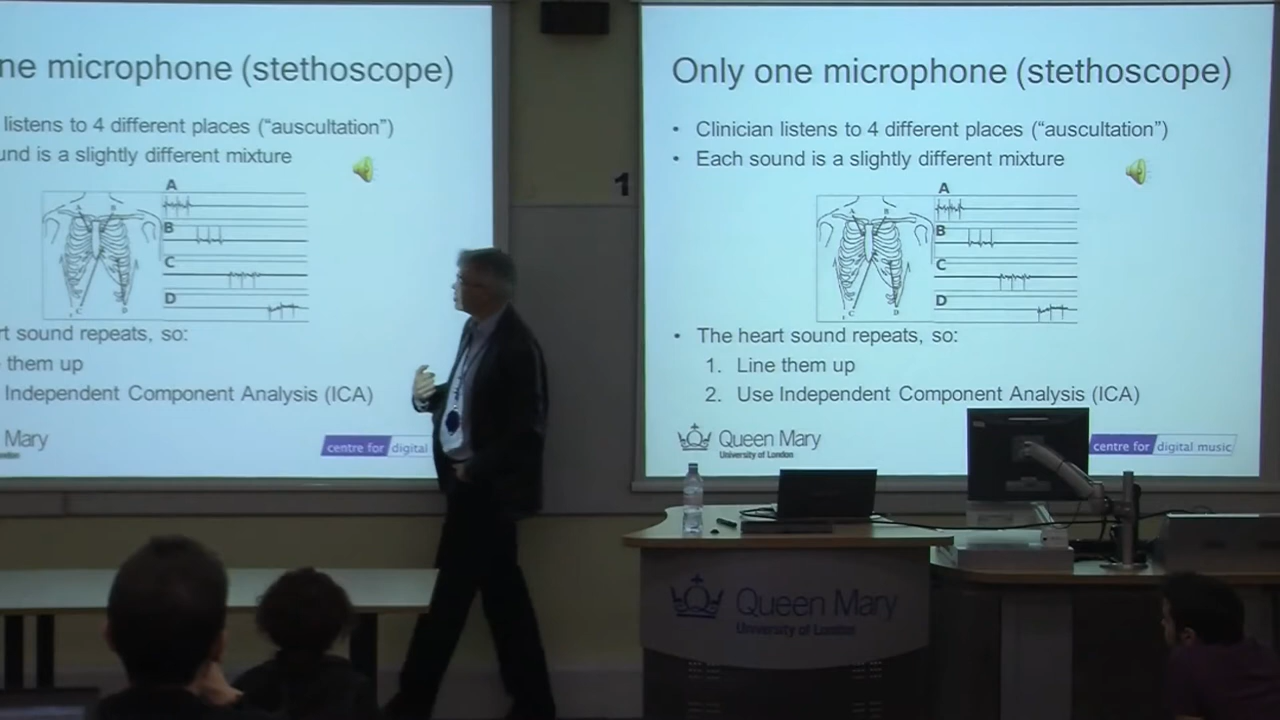 ne microphone (stethoscope)
listens to 4 different places (“auscultation”)
und is a slightly different mixture
A
B
C
D
A
B
C
D
rt sound repeats, so:
them up
Independent Component Analysis (ICA)
Mary
centre for digital
1
Only one microphone (stethoscope)
• Clinician listens to 4 different places (“auscultation”)
• Each sound is a slightly different mixture
A
B
C
D
A
B
C
D
• The heart sound repeats, so:
1. Line them up
2. Use Independent Component Analysis (ICA)
Queen Mary
University of London
centre for digital music
Queen Mary
University of London